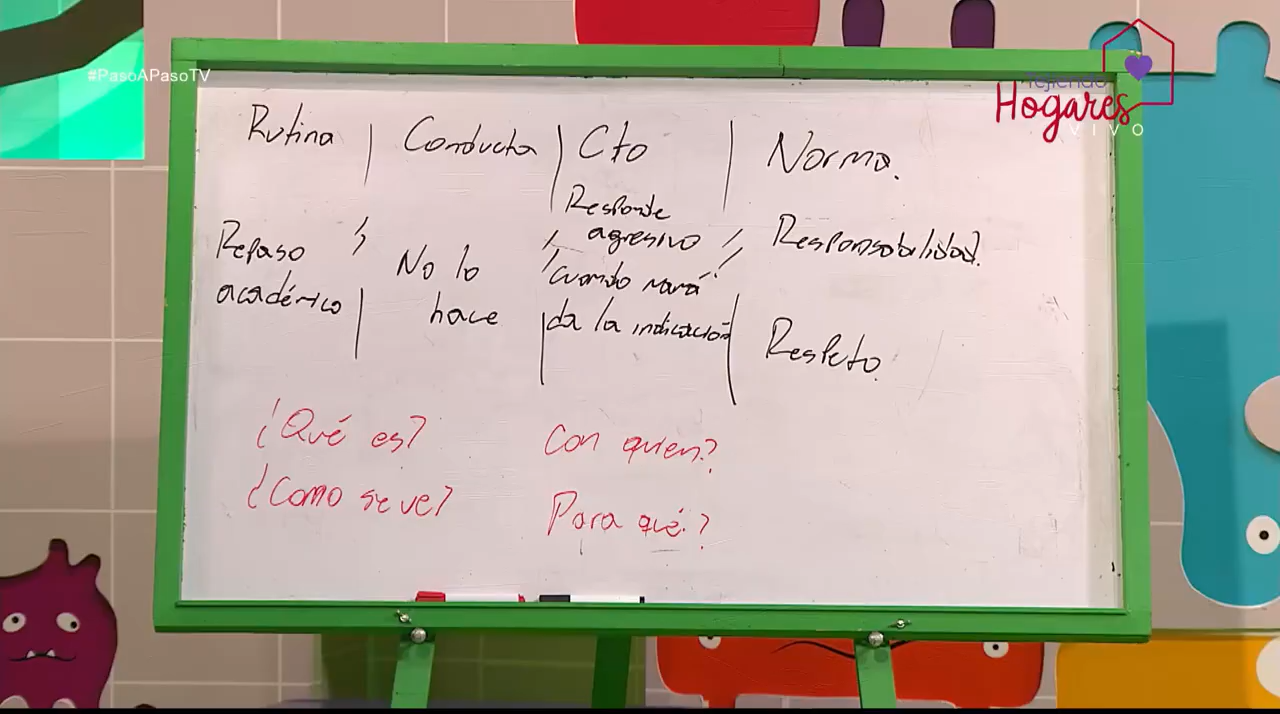 #PasoAPasoTV
Tejiendo
Hogares
VIVO
Rutina | Conducta | Cto | Norma.
Repaso
académico
No lo
hace
Responde
agresivo
cuando mamá
da la indicación
Responsabilidad.
Respeto.
¿Qué es?
¿Como se ve?
Con quien?
Para qué?